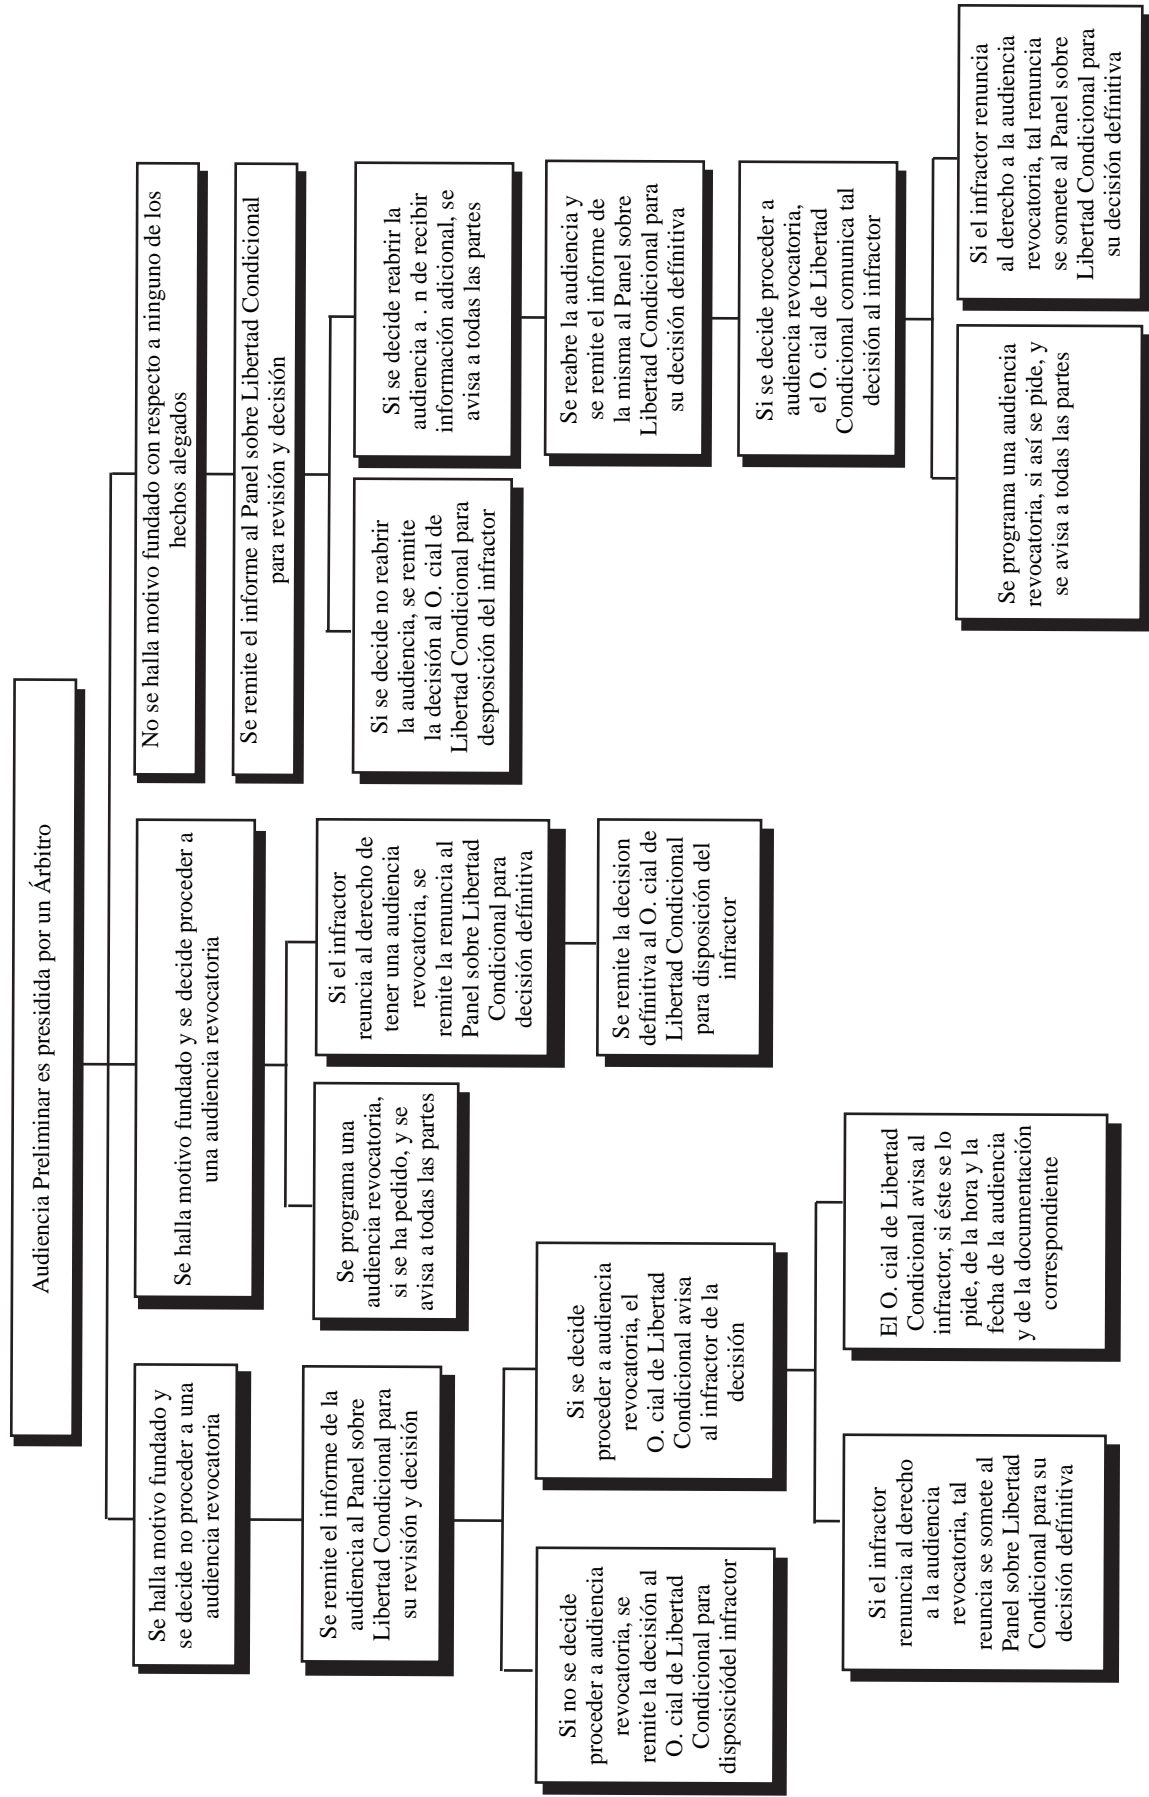 Audiencia Preliminar es presidida por un Árbitro
Se halla motivo fundado y
se decide no proceder a una
audiencia revocatoria
Se remite el informe de la
audiencia al Panel sobre
Libertad Condicional para
su revisión y decisión
Si no se decide
proceder a audiencia
revocatoria, se
remite la decisión al
O. cial de Libertad
Condicional para
disposiciódel infractor
Si se decide
proceder a audiencia
revocatoria, el
O. cial de Libertad
Condicional avisa
al infractor de la
decisión
Si el infractor
renuncia al derecho
a la audiencia
revocatoria, tal
reuncia se somete al
Panel sobre Libertad
Condicional para su
decisión defínitiva
El O. cial de Libertad
Condicional avisa al
infractor, si éste se lo
pide, de la hora y la
fecha de la audiencia
y de la documentación
correspondiente
Se halla motivo fundado y se decide proceder a
una audiencia revocatoria
Se programa una
audiencia revocatoria,
si se ha pedido, y se
avisa a todas las partes
Si el infractor
reuncia al derecho de
tener una audiencia
revocatoria, se
remite la renuncia al
Panel sobre Libertad
Condicional para
decisión defínitiva
Se remite la decision
defínitiva al O. cial de
Libertad Condicional
para disposición del
infractor
No se halla motivo fundado con respecto a ninguno de los
hechos alegados
Se remite el informe al Panel sobre Libertad Condicional
para revisión y decisión
Si se decide no reabrir
la audiencia, se remite
la decisión al O. cial de
Libertad Condicional para
desposición del infractor
Si se decide reabrir la
audiencia a . n de recibir
información adicional, se
avisa a todas las partes
Se reabre la audiencia y
se remite el informe de
la misma al Panel sobre
Libertad Condicional para
su decisión defínitiva
Si se decide proceder a
audiencia revocatoria,
el O. cial de Libertad
Condicional comunica tal
decisión al infractor
Se programa una audiencia
revocatoria, si así se pide, y
se avisa a todas las partes
Si el infractor renuncia
al derecho a la audiencia
revocatoria, tal renuncia
se somete al Panel sobre
Libertad Condicional para
su decisión defínitiva